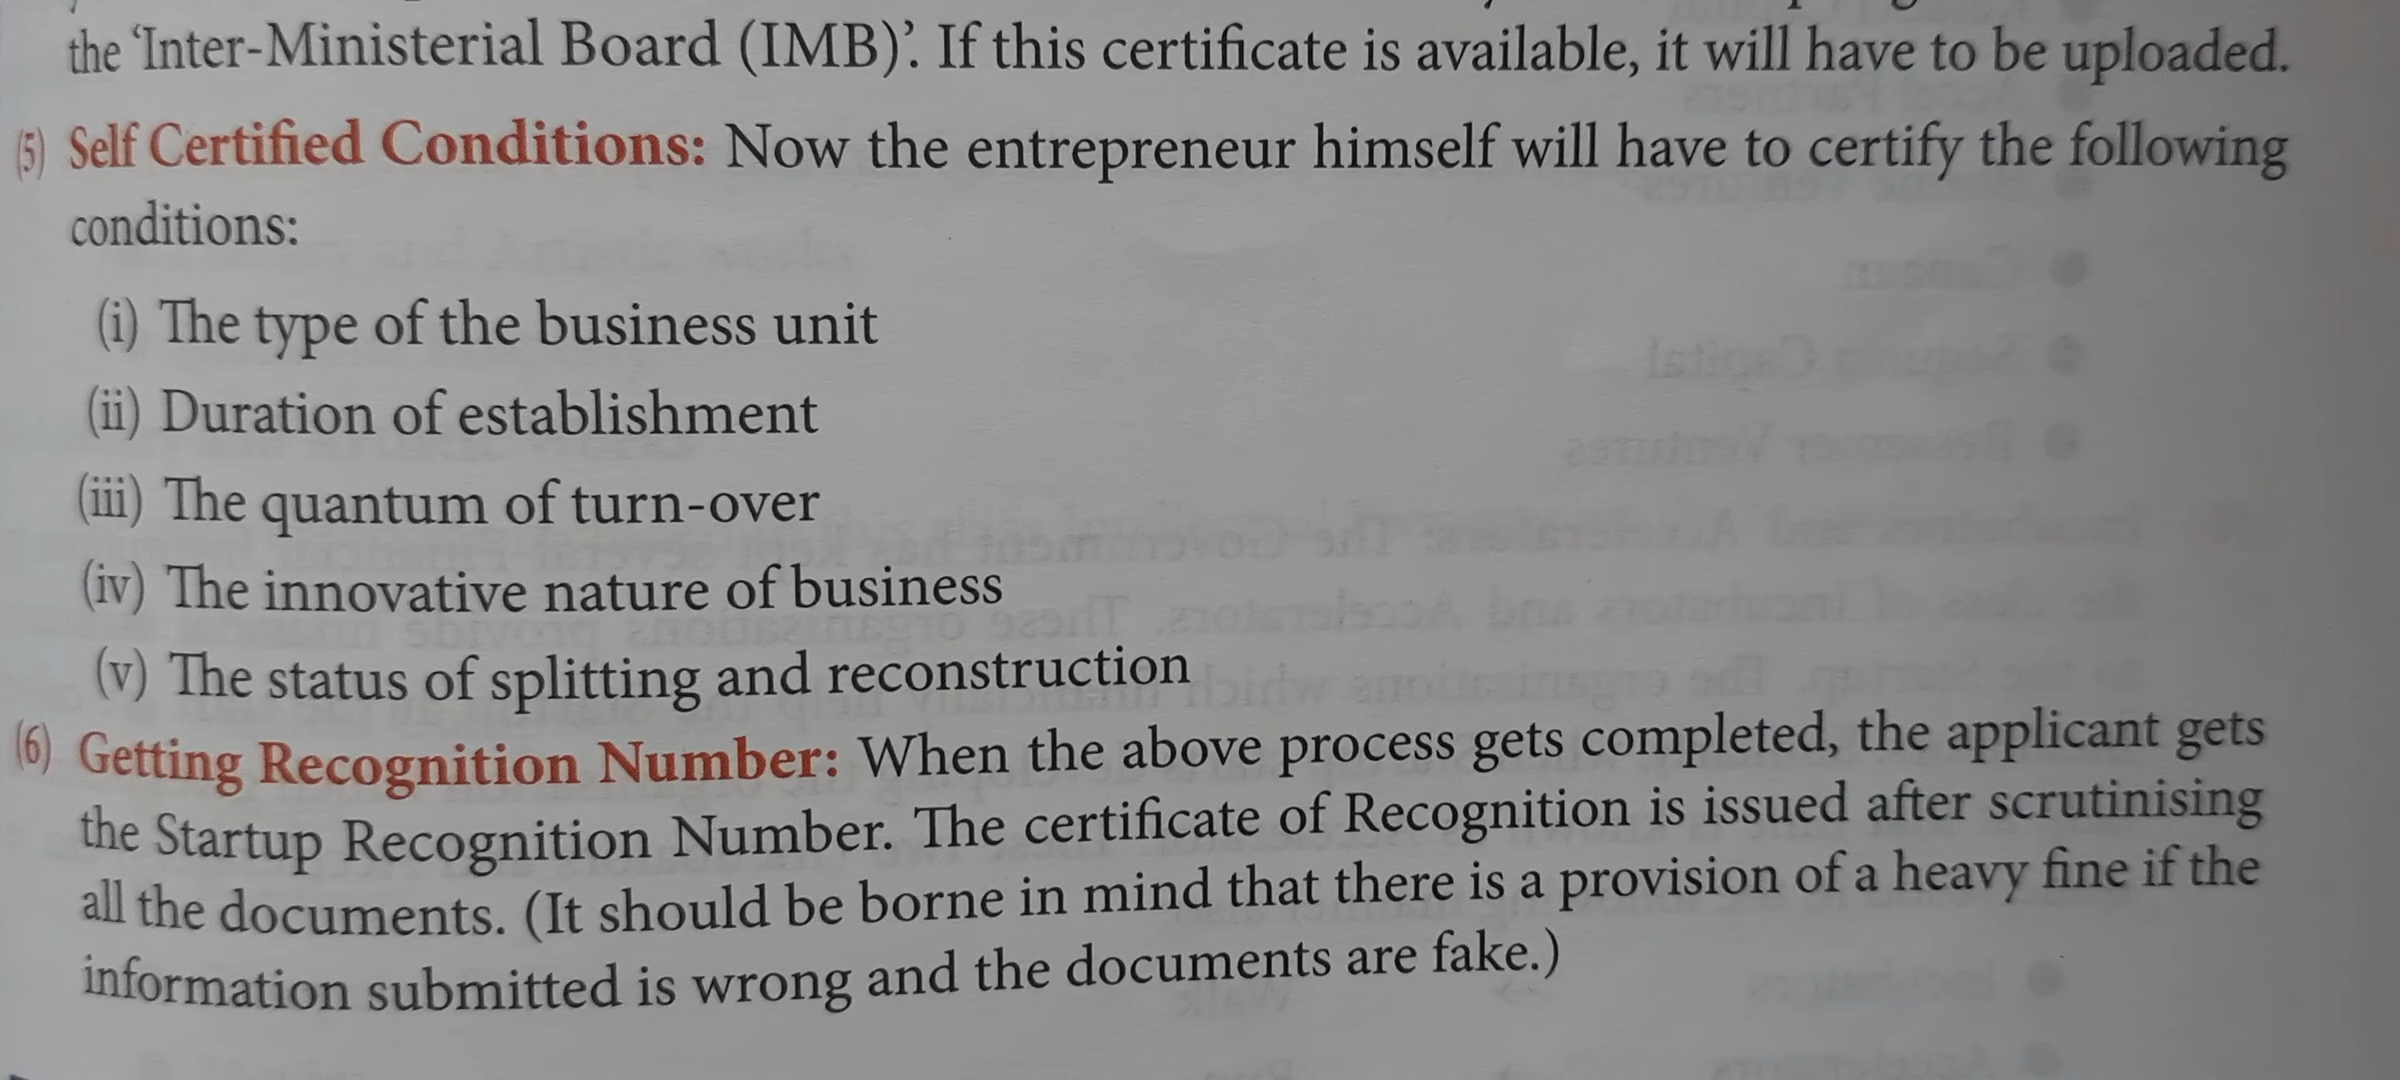 the 'Inter-Ministerial Board (IMB)'. If this certificate is available, it will have to be uploaded.
(5) Self Certified Conditions: Now the entrepreneur himself will have to certify the following
conditions:
(i) The type of the business unit
(ii) Duration of establishment
(iii) The quantum of turn-over
(iv) The innovative nature of business
(v) The status of splitting and reconstruction
(6) Getting Recognition Number: When the above process gets completed, the applicant gets
the Startup Recognition Number. The certificate of Recognition is issued after scrutinising
all the documents. (It should be borne in mind that there is a provision of a heavy fine if the
information submitted is wrong and the documents are fake.)